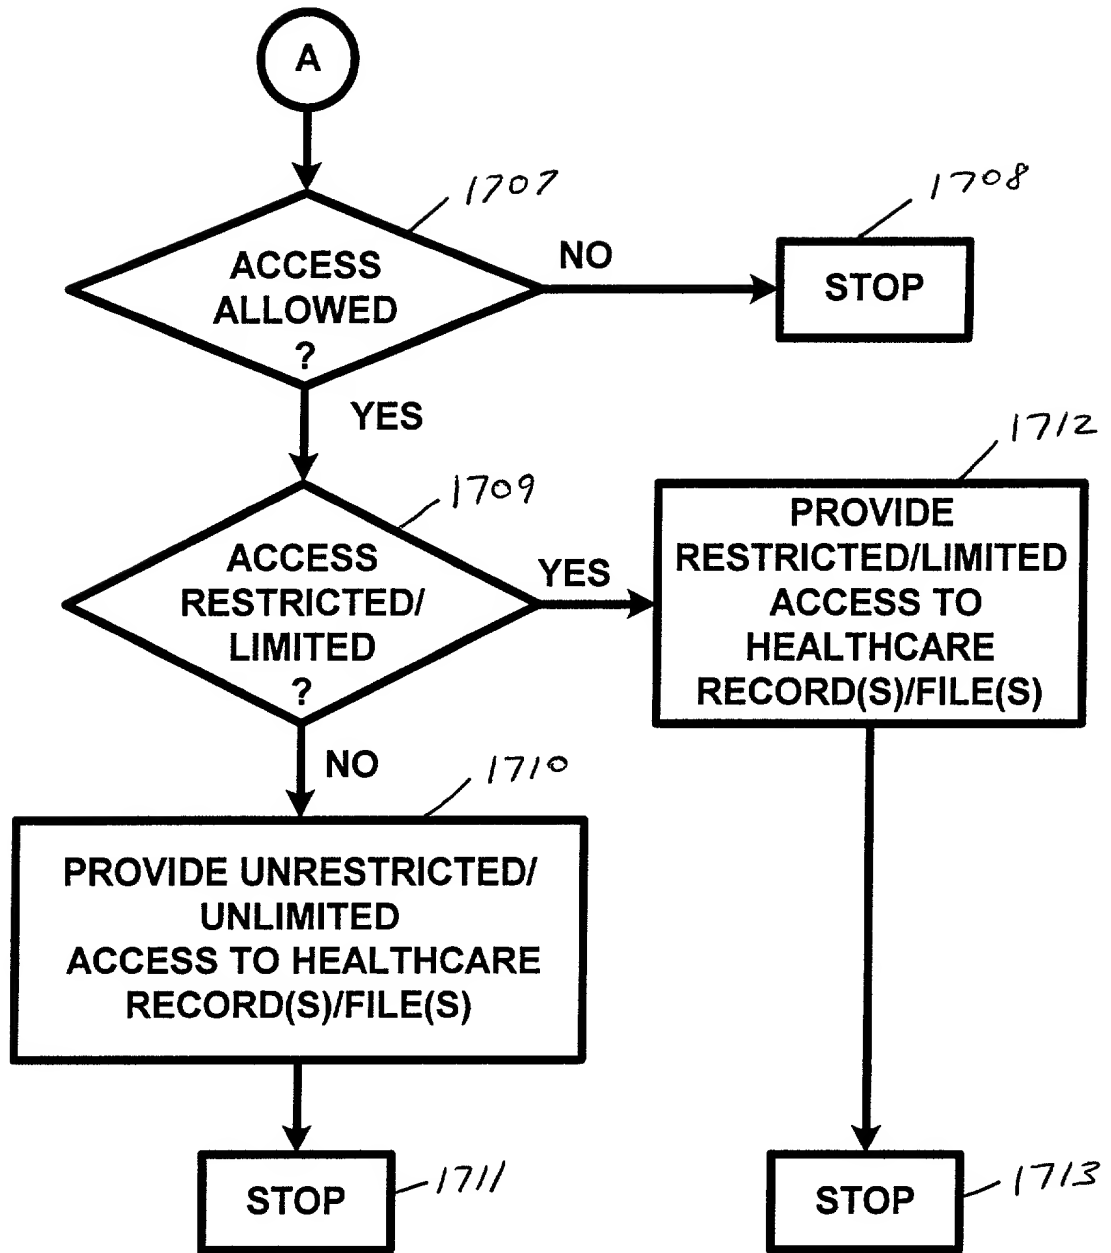 A
1707
ACCESS
ALLOWED
?
NO
1708
STOP
YES
1709
ACCESS
RESTRICTED/
LIMITED
?
YES
1712
PROVIDE
RESTRICTED/LIMITED
ACCESS TO
HEALTHCARE
RECORD(S)/FILE(S)
NO
1710
PROVIDE UNRESTRICTED/
UNLIMITED
ACCESS TO HEALTHCARE
RECORD(S)/FILE(S)
STOP
1711
STOP
1713